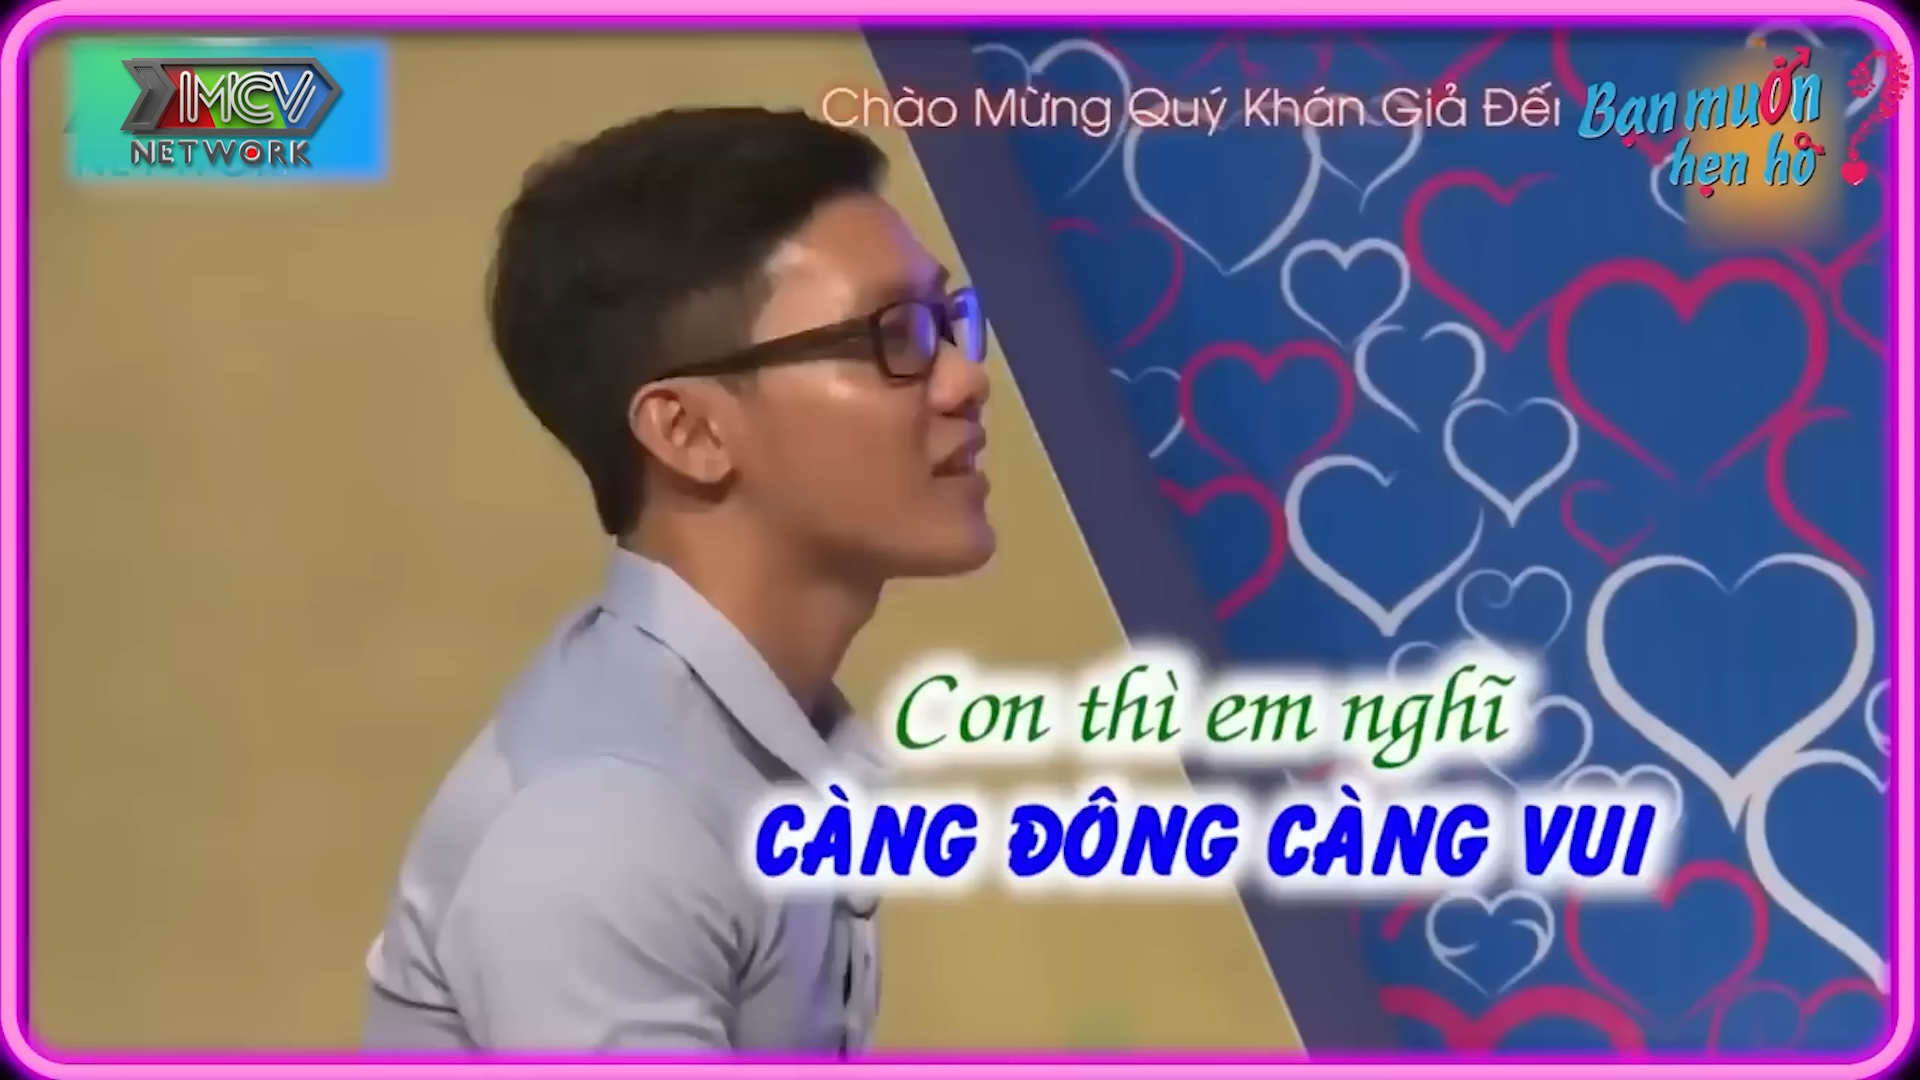 MCV
NETWORK
Chào Mừng Quý Khán Giả Đến
Bạn muốn
hẹn hò
Con thì em nghĩ
CÀNG ĐÔNG CÀNG VUI